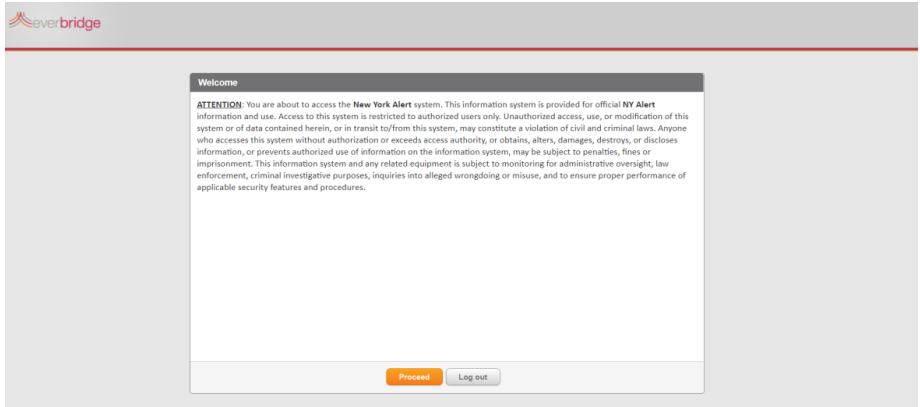 everbridge
Welcome
ATTENTION: You are about to access the New York Alert system. This information system is provided for official NY Alert
information and use. Access to this system is restricted to authorized users only. Unauthorized access, use, or modification of this
system or of data contained herein, or in transit to/from this system, may constitute a violation of civil and criminal laws. Anyone
who accesses this system without authorization or exceeds access authority, or obtains, alters, damages, destroys, or discloses
information, or prevents authorized use of information on the information system, may be subject to penalties, fines or
imprisonment. This information system and any related equipment is subject to monitoring for administrative oversight, law
enforcement, criminal investigative purposes, inquiries into alleged wrongdoing or misuse, and to ensure proper performance of
applicable security features and procedures.
Proceed Log out